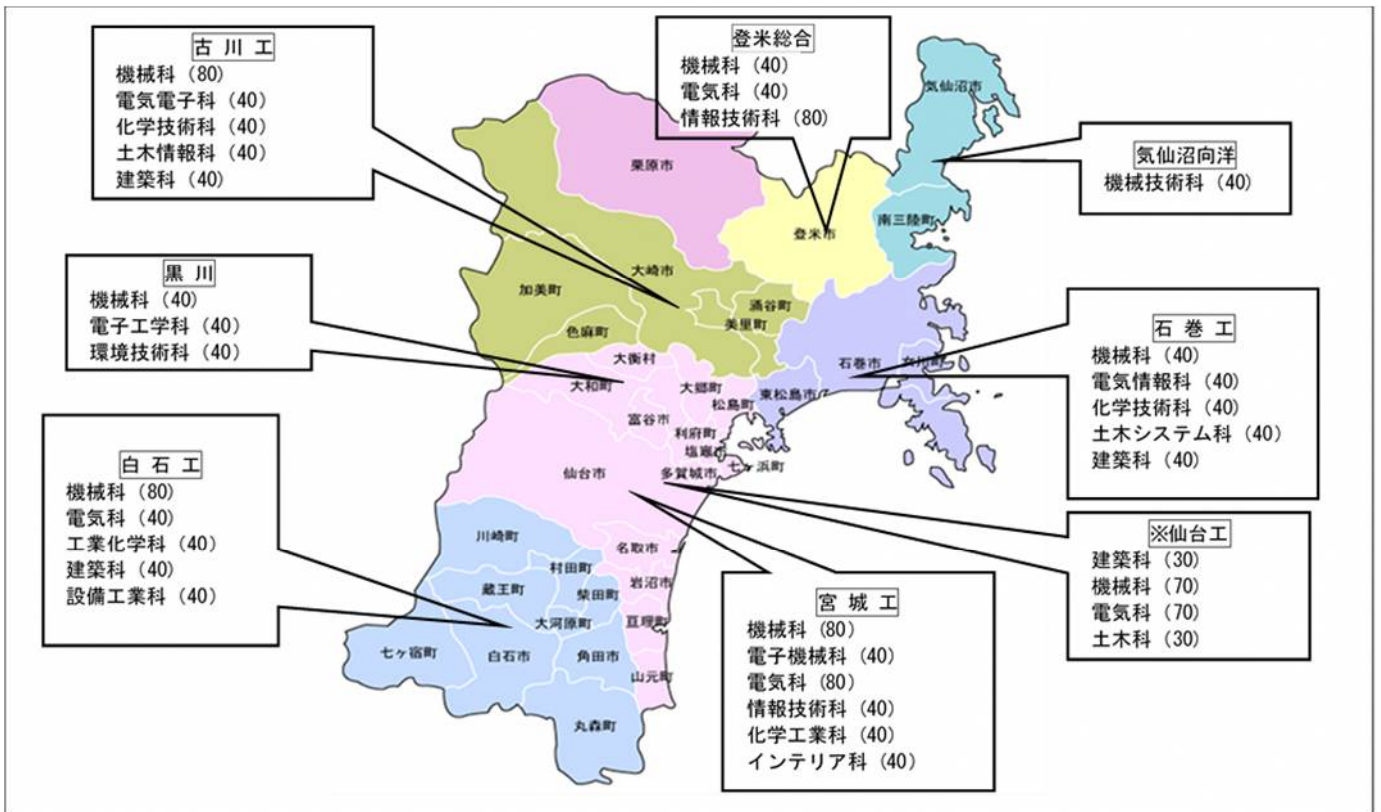 古 川 工
機械科（80）
電気電子科（40）
化学技術科（40）
土木情報科（40）
建築科（40）
登米総合
機械科（40）
電気科（40）
情報技術科（80）
気仙沼向洋
機械技術科（40）
黒 川
機械科（40）
電子工学科（40）
環境技術科（40）
石 巻 工
機械科（40）
電気情報科（40）
化学技術科（40）
土木システム科（40）
建築科（40）
白 石 工
機械科（80）
電気科（40）
工業化学科（40）
建築科（40）
設備工業科（40）
※仙台工
建築科（30）
機械科（70）
電気科（70）
土木科（30）
宮 城 工
機械科（80）
電子機械科（40）
電気科（80）
情報技術科（40）
化学工業科（40）
インテリア科（40）
気仙沼市
栗原市
南三陸町
登米市
大崎市
加美町
涌谷町
美里町
色麻町
大衡村
石巻市
女川町
大和町
大郷町
東松島市
松島町
富谷市
利府町
塩竈市
七ヶ浜町
仙台市
多賀城市
川崎町
名取市
村田町
岩沼市
蔵王町
柴田町
大河原町
亘理町
七ヶ宿町
白石市
角田市
山元町
丸森町